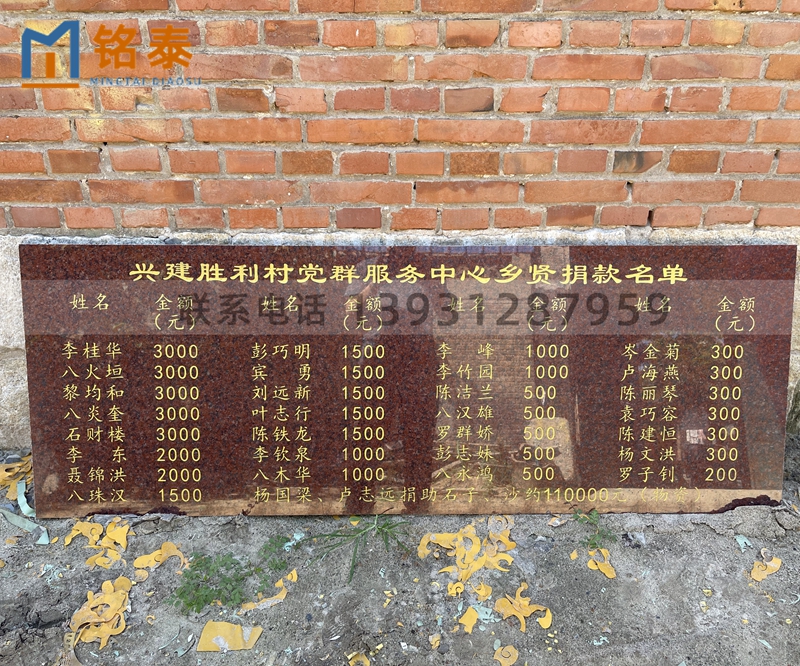 铭泰
MINGTAI DIAOSU
兴建胜利村党群服务中心乡贤捐款名单
姓名 金额(元) 姓名 金额(元) 姓名 金额(元) 姓名 金额(元)
联系电话 13931287959
李桂华 3000 彭巧明 1500 李峰 1000 岑金菊 300
八火垣 3000 宾勇 1500 李竹园 1000 卢海燕 300
黎均和 3000 刘远新 1500 陈洁兰 500 陈丽琴 300
八炎奎 3000 叶志行 1500 八汉雄 500 袁巧容 300
石财楼 3000 陈铁龙 1500 罗群娇 500 陈建恒 300
李东 2000 李钦泉 1000 彭志妹 500 杨文洪 300
聂锦洪 2000 八木华 1000 八永鸿 500 罗子钊 200
八珠汉 1500 杨国梁、卢志远捐助石子、沙约110000元(物资)